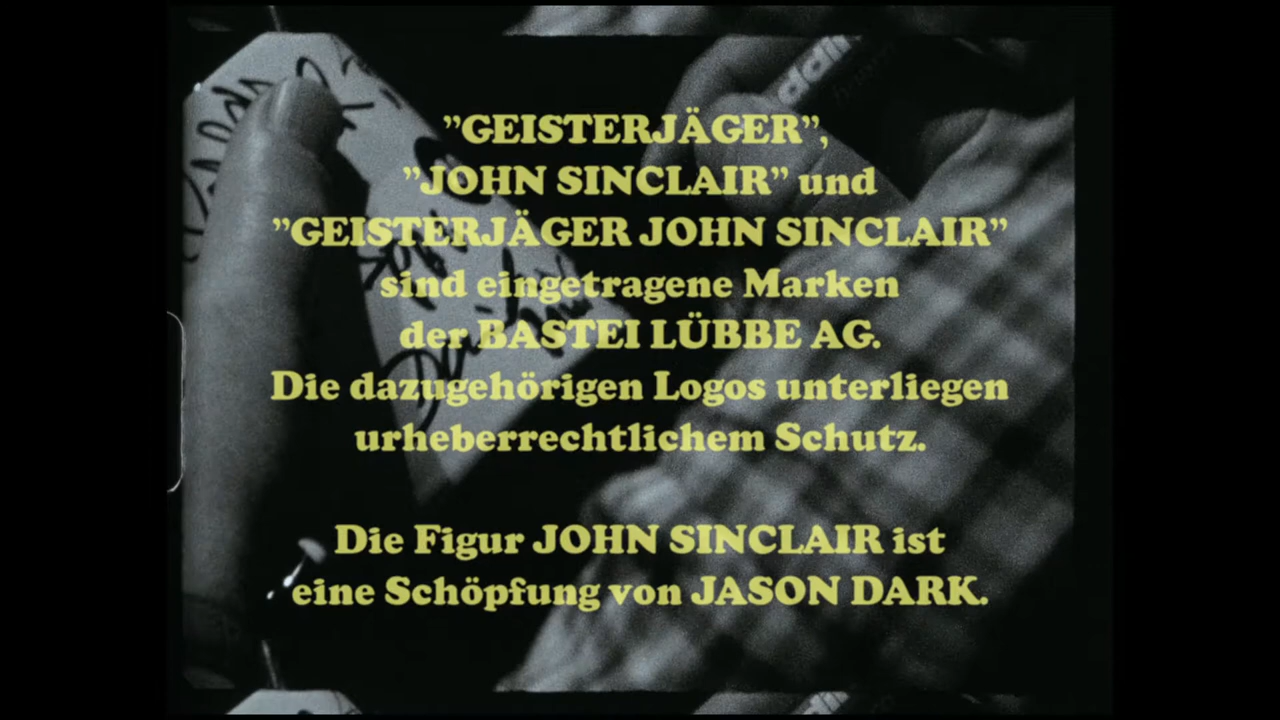 ”GEISTERJÄGER”,
”JOHN SINCLAIR” und
”GEISTERJÄGER JOHN SINCLAIR”
sind eingetragene Marken
der BASTEI LÜBBE AG.
Die dazugehörigen Logos unterliegen
urheberrechtlichem Schutz.
Die Figur JOHN SINCLAIR ist
eine Schöpfung von JASON DARK.